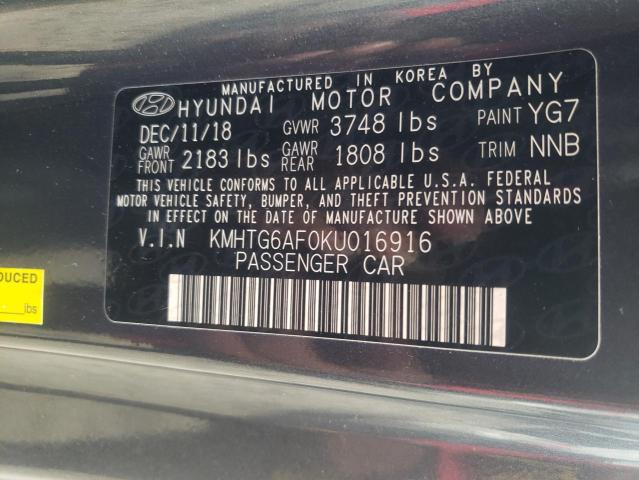 MANUFACTURED IN KOREA BY
HYUNDAI MOTOR COMPANY
DEC/11/18 GVWR 3748 lbs PAINT YG7
GAWR FRONT 2183 lbs GAWR REAR 1808 lbs TRIM NNB
THIS VEHICLE CONFORMS TO ALL APPLICABLE U.S.A. FEDERAL
MOTOR VEHICLE SAFETY, BUMPER, AND THEFT PREVENTION STANDARDS
IN EFFECT ON THE DATE OF MANUFACTURE SHOWN ABOVE
V.I.N KMHTG6AF0KU016916
PASSENGER CAR
lbs